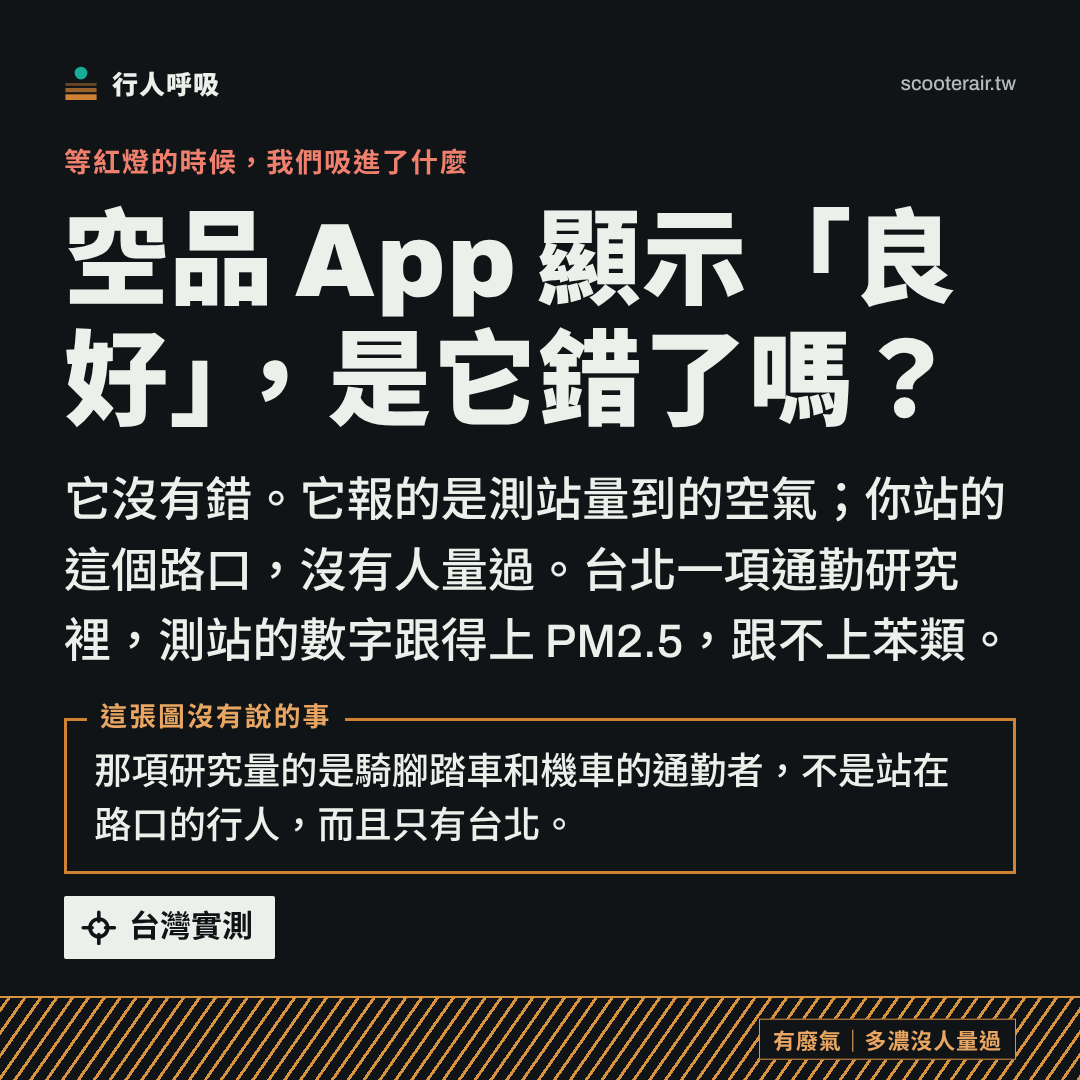 行人呼吸
scooterair.tw
等紅燈的時候，我們吸進了什麼
空品 App 顯示「良
好」，是它錯了嗎？
它沒有錯。它報的是測站量到的空氣；你站的
這個路口，沒有人量過。台北一項通勤研究
裡，測站的數字跟得上 PM2.5，跟不上苯類。
這張圖沒有說的事
那項研究量的是騎腳踏車和機車的通勤者，不是站在
路口的行人，而且只有台北。
台灣實測
有廢氣｜多濃沒人量過